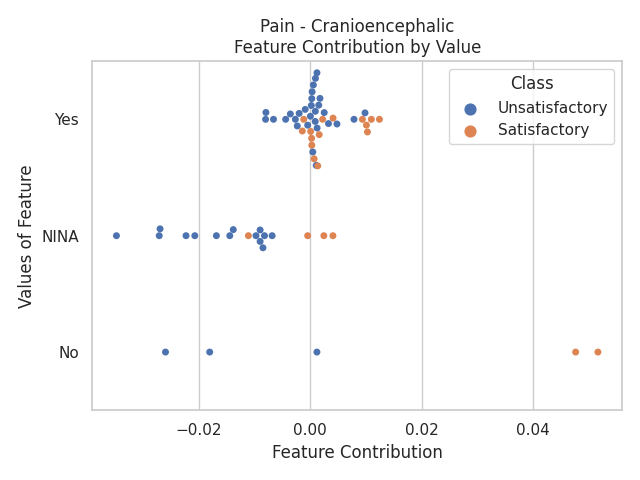 Pain - Cranioencephalic
Feature Contribution by Value
Class
Unsatisfactory
Satisfactory
Yes
NINA
No
Values of Feature
−0.02
0.00
0.02
0.04
Feature Contribution